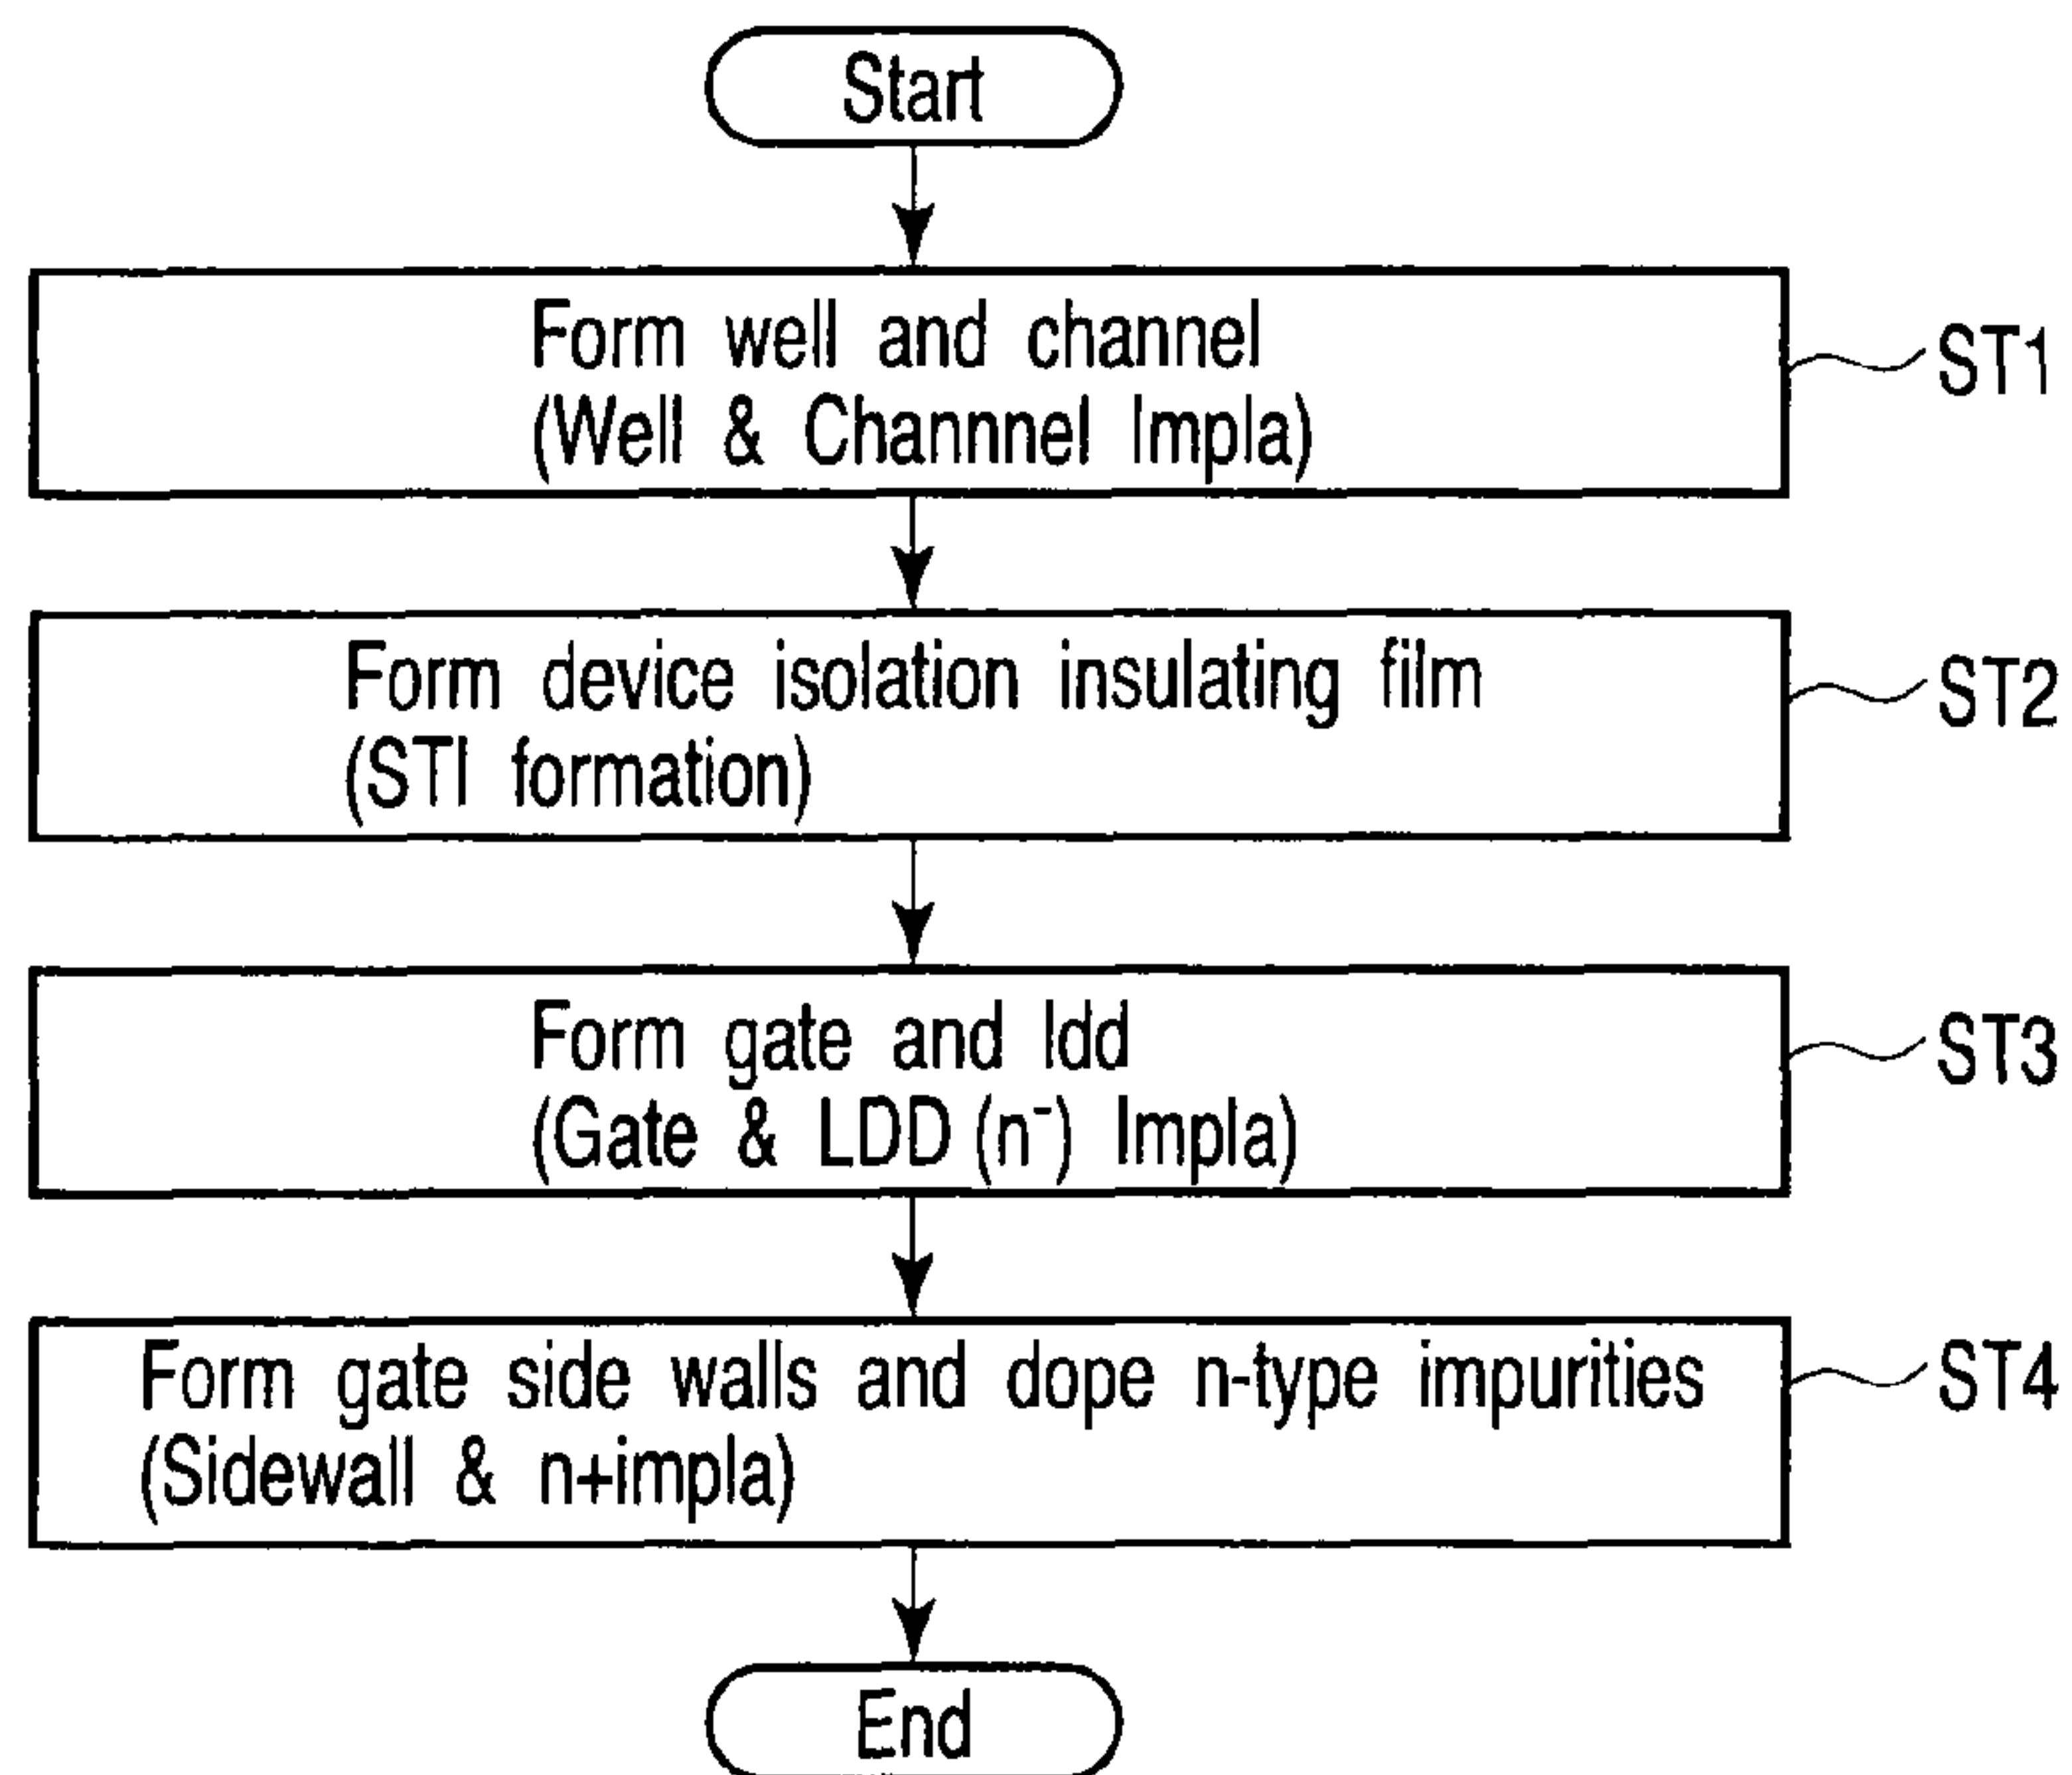 Start
Form well and channel
(Well & Channnel Impla)
ST1
Form device isolation insulating film
(STI formation)
ST2
Form gate and ldd
(Gate & LDD (n⁻) Impla)
ST3
Form gate side walls and dope n-type impurities
(Sidewall & n+impla)
ST4
End